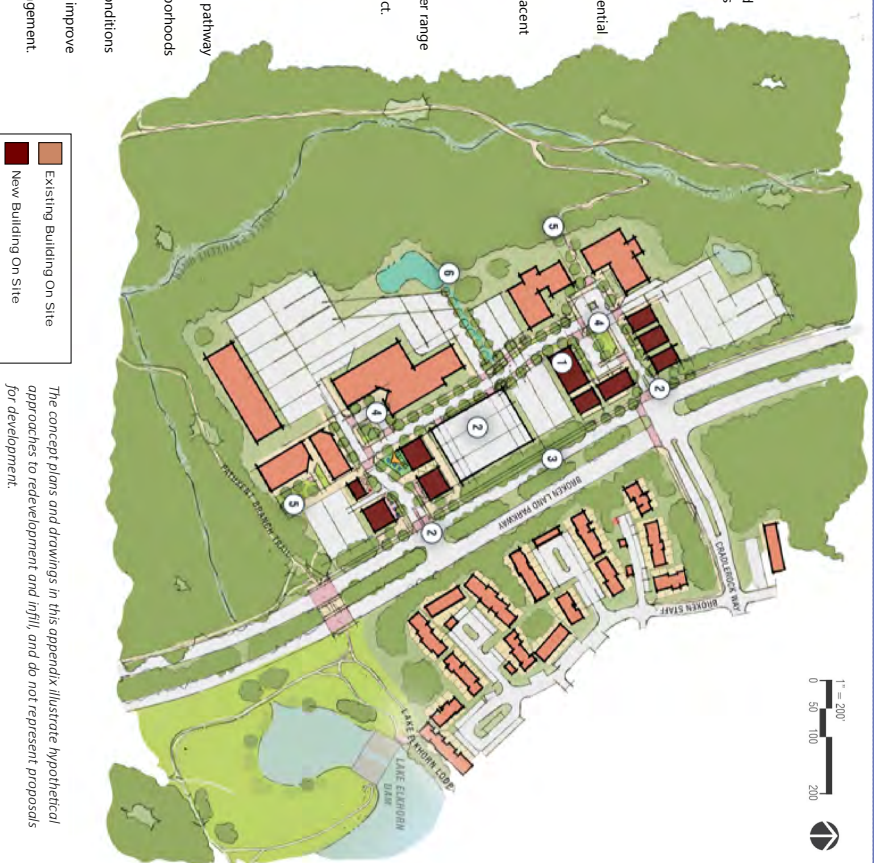 d
s
ential
acent
er range
ct.
pathway
borhoods
onditions
improve
gement.
5
6
4
1
2
4
2
3
5
2
BROKEN LAND PARKWAY
CRADLEROCK WAY
BROKEN STAFF
PATUXENT BRANCH TRAIL
LAKE ELKHORN LOOP
LAKE ELKHORN
DAM
1" = 200'
0 50 100 200
Existing Building On Site
New Building On Site
The concept plans and drawings in this appendix illustrate hypothetical
approaches to redevelopment and infill, and do not represent proposals
for development.